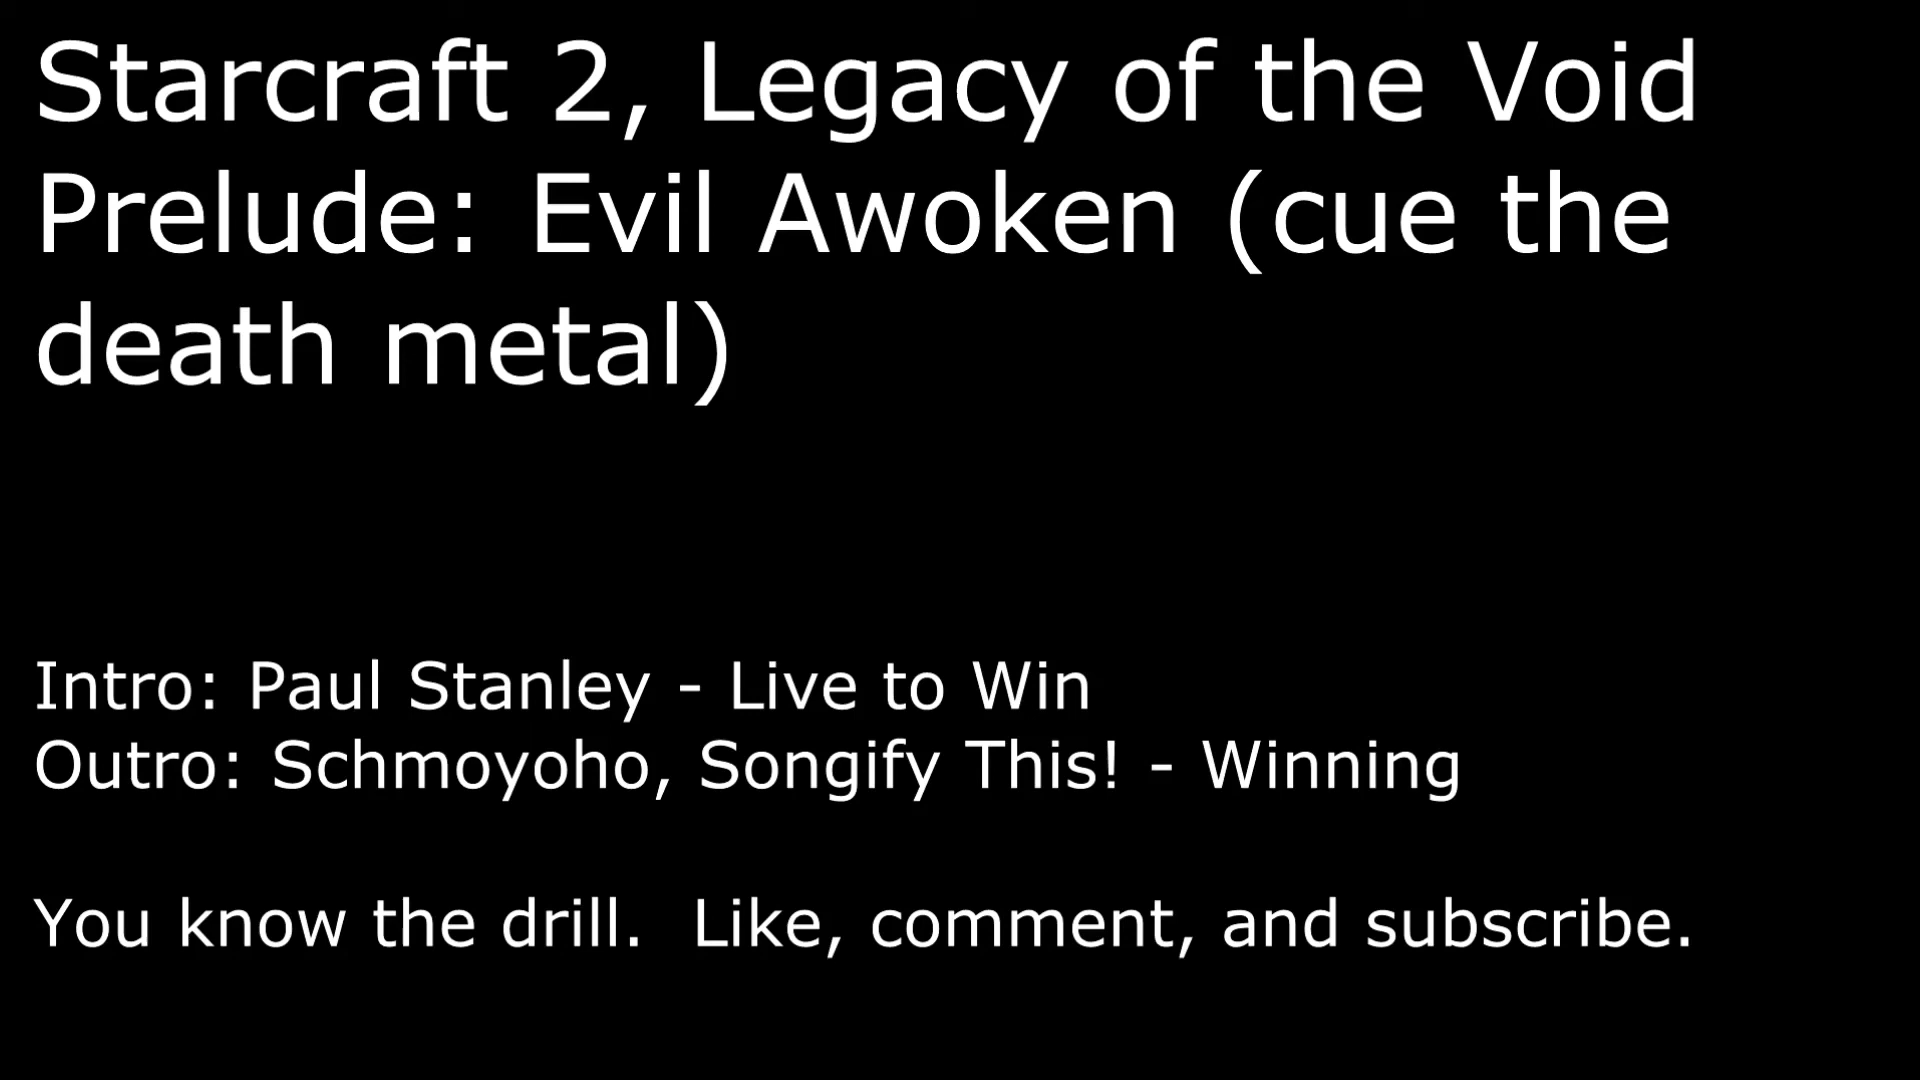 Starcraft 2, Legacy of the Void
Prelude: Evil Awoken (cue the
death metal)
Intro: Paul Stanley - Live to Win
Outro: Schmoyoho, Songify This! - Winning
You know the drill.  Like, comment, and subscribe.